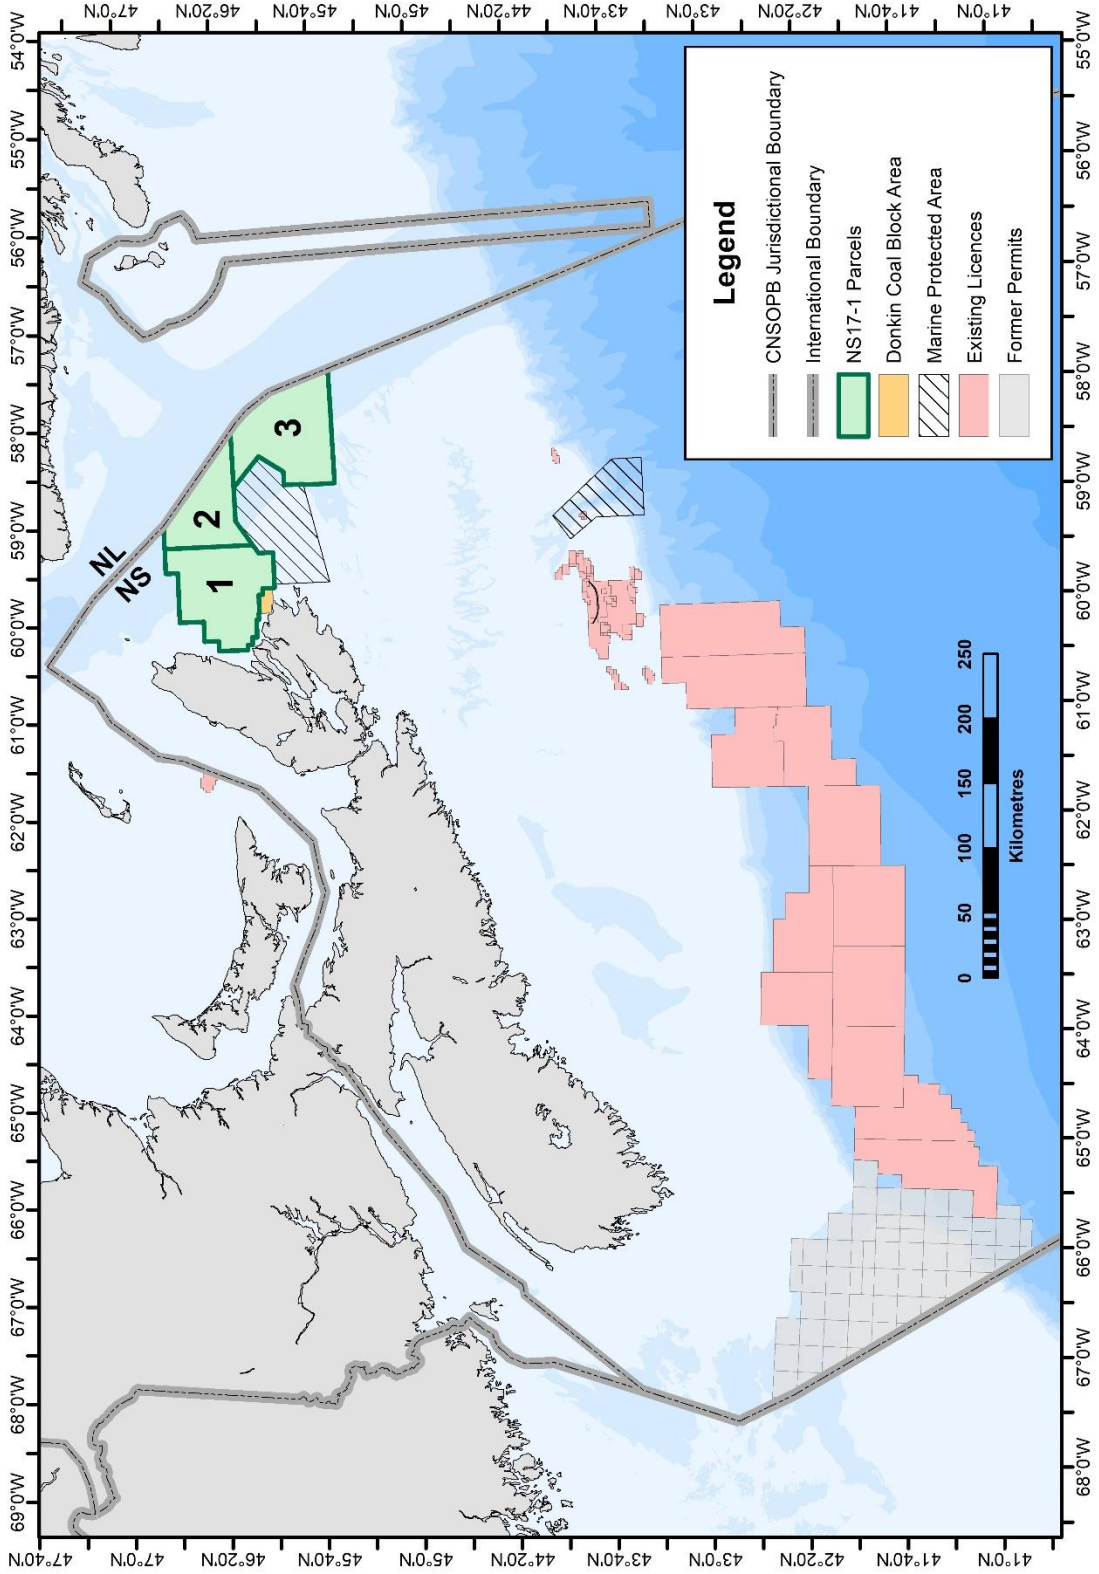 69°0'W 68°0'W 67°0'W 66°0'W 65°0'W 64°0'W 63°0'W 62°0'W 61°0'W 60°0'W 59°0'W 58°0'W 57°0'W 56°0'W 55°0'W 54°0'W
47°40'N
47°0'N
46°20'N
45°40'N
45°0'N
44°20'N
43°40'N
43°0'N
42°20'N
41°40'N
41°0'N
NL
NS
1
2
3
47°0'N
46°20'N
45°40'N
45°0'N
44°20'N
43°40'N
43°0'N
42°20'N
41°40'N
41°0'N
Legend
CNSOPB Jurisdictional Boundary
International Boundary
NS17-1 Parcels
Donkin Coal Block Area
Marine Protected Area
Existing Licences
Former Permits
0 50 100 150 200 250
Kilometres
68°0'W 67°0'W 66°0'W 65°0'W 64°0'W 63°0'W 62°0'W 61°0'W 60°0'W 59°0'W 58°0'W 57°0'W 56°0'W 55°0'W